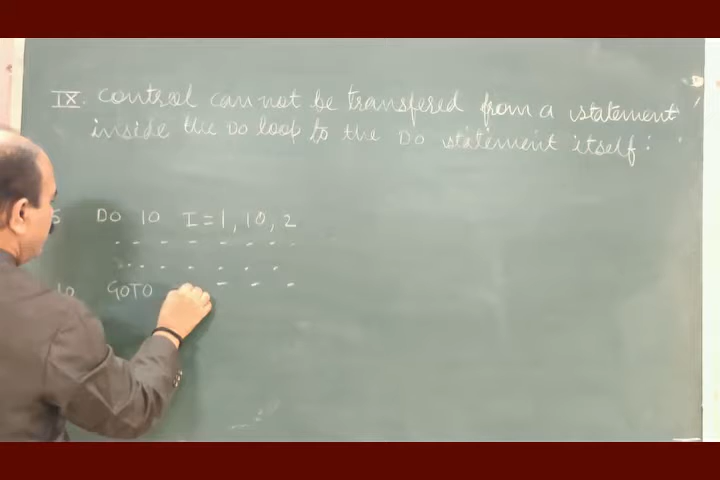 IX. Control can not be transfered from a statement
inside the Do loop to the Do statement itself :
5 DO 10 I = 1, 10, 2
10 GOTO